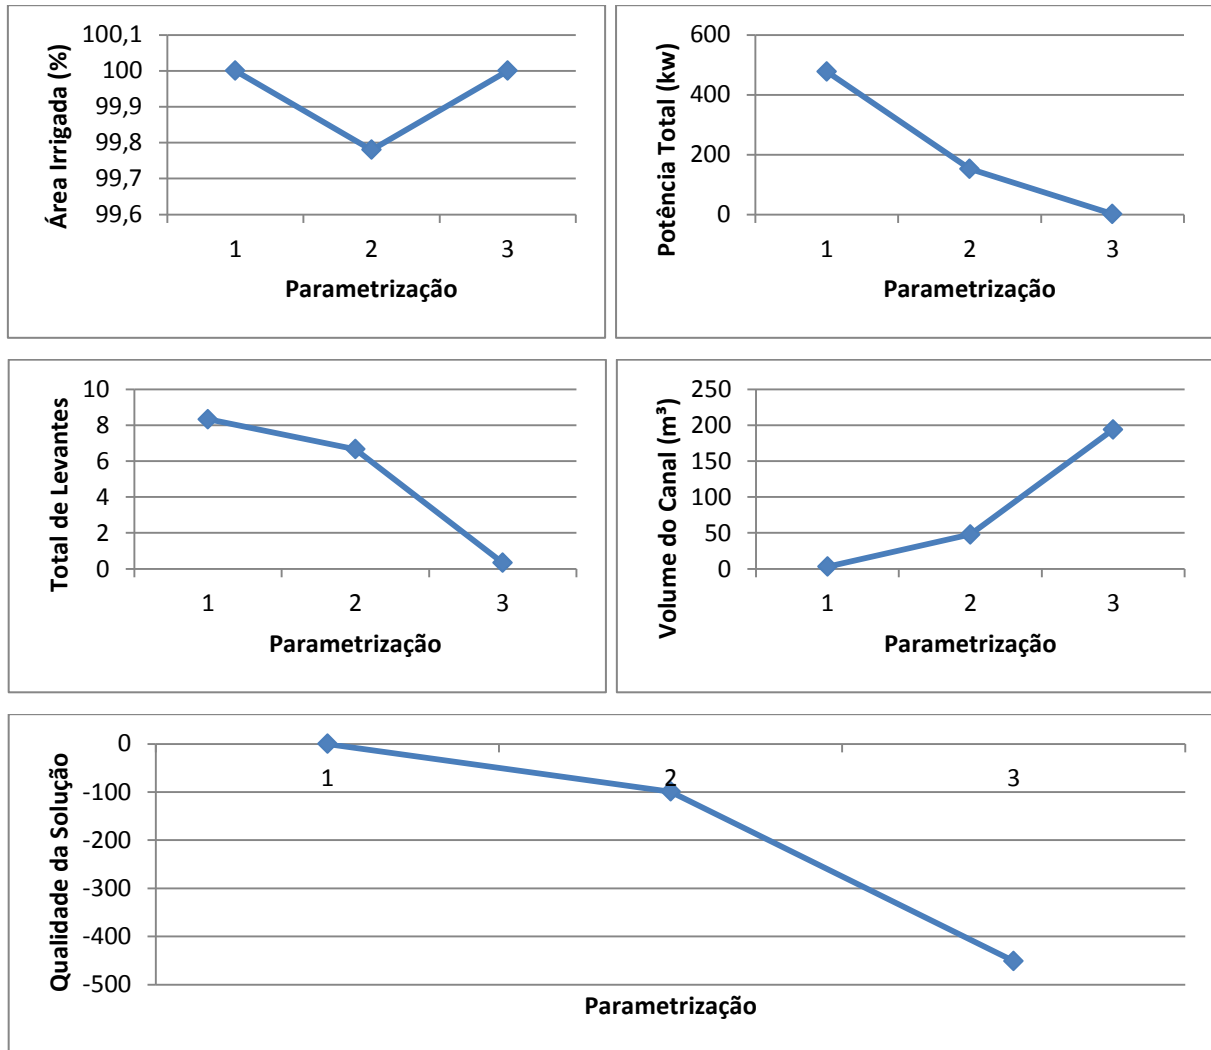 Área Irrigada (%)
100,1
100
99,9
99,8
99,7
99,6
1 2 3
Parametrização
Potência Total (kw)
600
400
200
0
1 2 3
Parametrização
Total de Levantes
10
8
6
4
2
0
1 2 3
Parametrização
Volume do Canal (m³)
250
200
150
100
50
0
1 2 3
Parametrização
Qualidade da Solução
0
-100
-200
-300
-400
-500
1 2 3
Parametrização